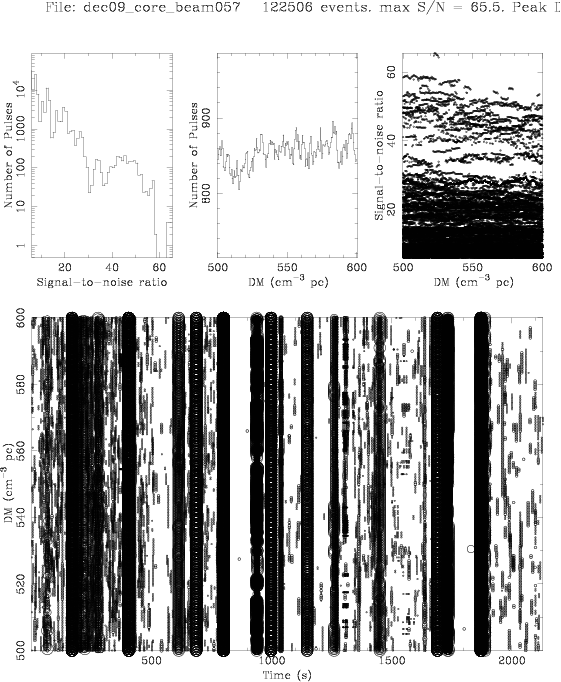 File: dec09_core_beam057 122506 events. max S/N = 65.5. Peak
Number of Pulses
10⁴
1000
100
10
1
20 40 60
Signal-to-noise ratio
Number of Pulses
900
800
500 550 600
DM (cm⁻³ pc)
Signal-to-noise ratio
60
40
20
500 550 600
DM (cm⁻³ pc)
DM (cm⁻³ pc)
600
580
560
540
520
500
500 1000 1500 2000
Time (s)